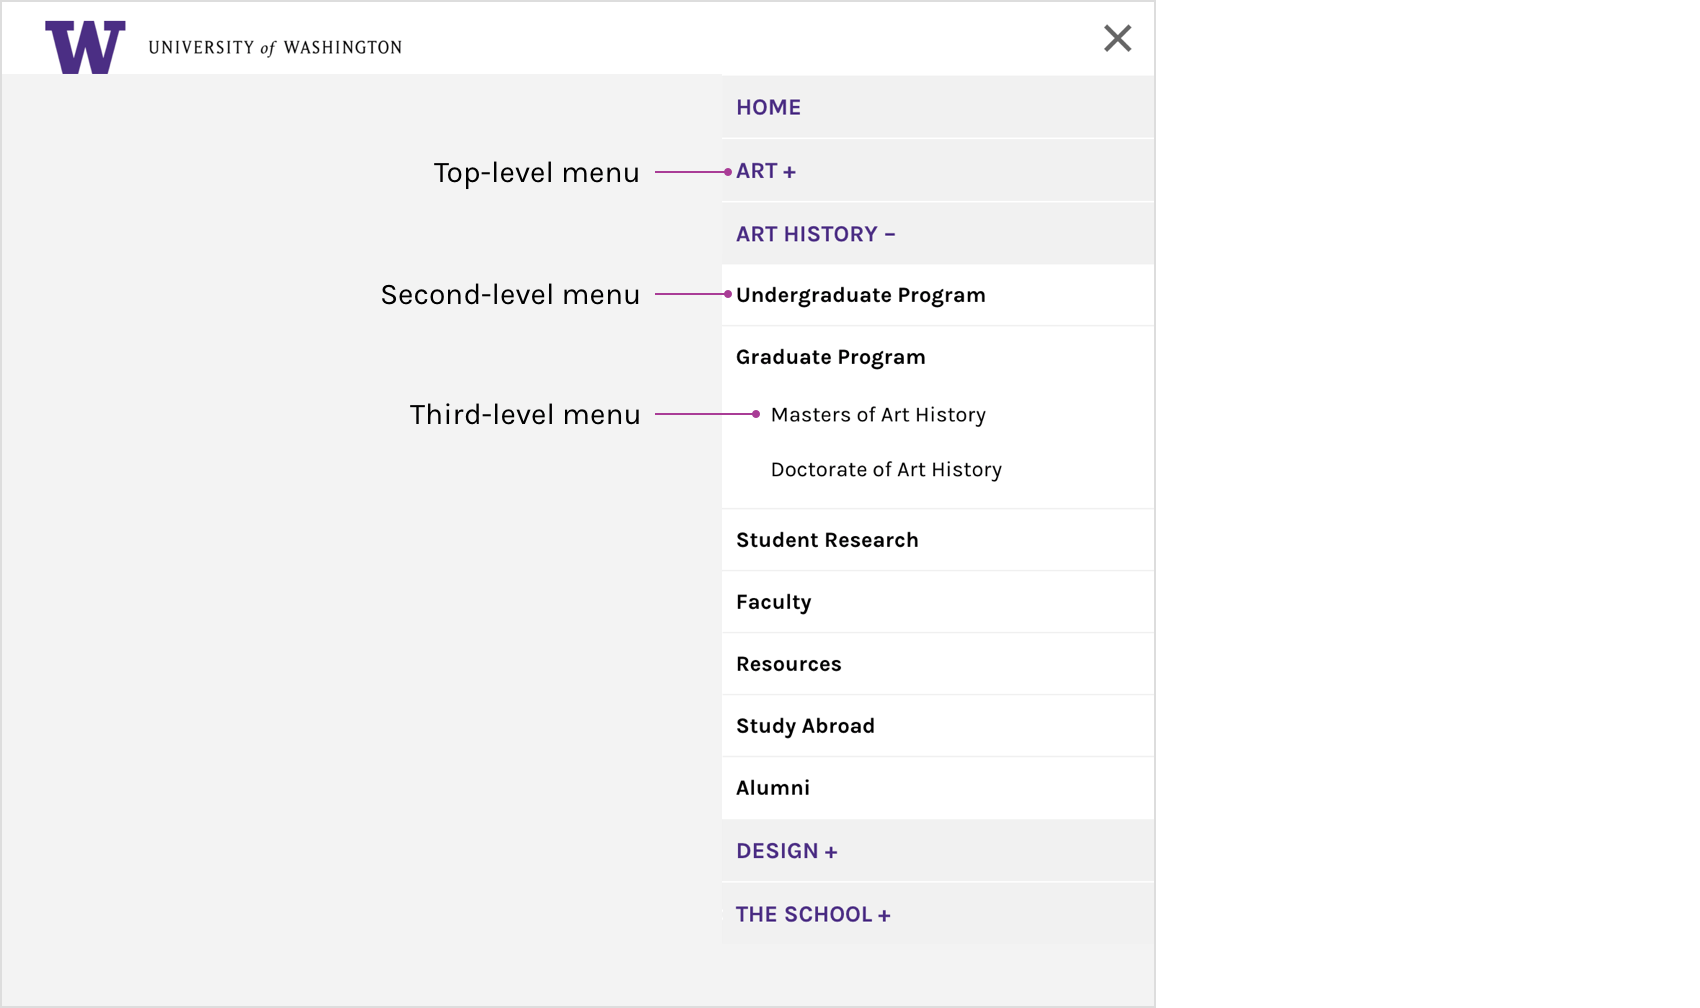 W UNIVERSITY of WASHINGTON
HOME
Top-level menu
ART +
ART HISTORY –
Second-level menu
Undergraduate Program
Graduate Program
Third-level menu
Masters of Art History
Doctorate of Art History
Student Research
Faculty
Resources
Study Abroad
Alumni
DESIGN +
THE SCHOOL +